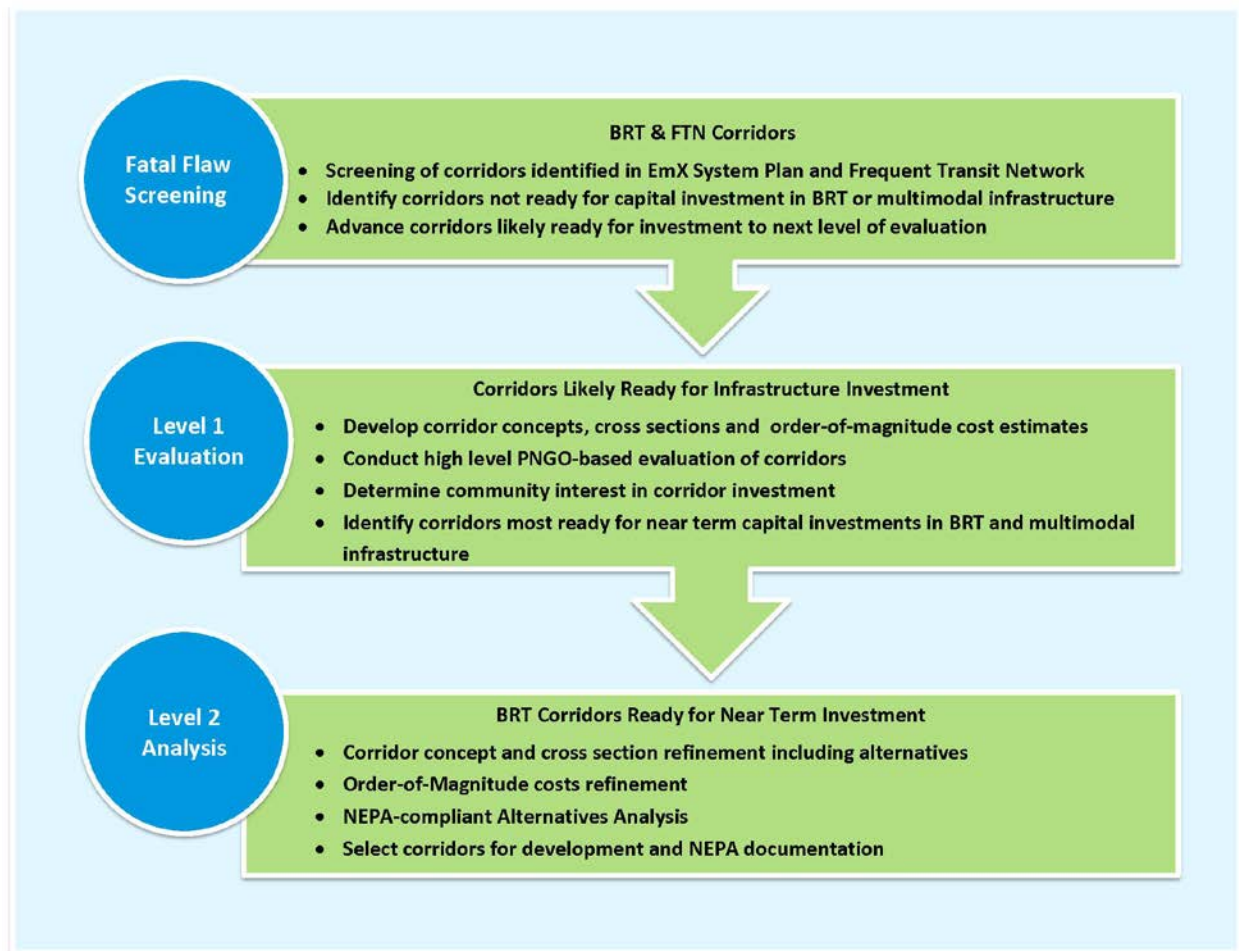 Fatal Flaw
Screening
BRT & FTN Corridors
• Screening of corridors identified in EmX System Plan and Frequent Transit Network
• Identify corridors not ready for capital investment in BRT or multimodal infrastructure
• Advance corridors likely ready for investment to next level of evaluation
Level 1
Evaluation
Corridors Likely Ready for Infrastructure Investment
• Develop corridor concepts, cross sections and order-of-magnitude cost estimates
• Conduct high level PNGO-based evaluation of corridors
• Determine community interest in corridor investment
• Identify corridors most ready for near term capital investments in BRT and multimodal
infrastructure
Level 2
Analysis
BRT Corridors Ready for Near Term Investment
• Corridor concept and cross section refinement including alternatives
• Order-of-Magnitude costs refinement
• NEPA-compliant Alternatives Analysis
• Select corridors for development and NEPA documentation